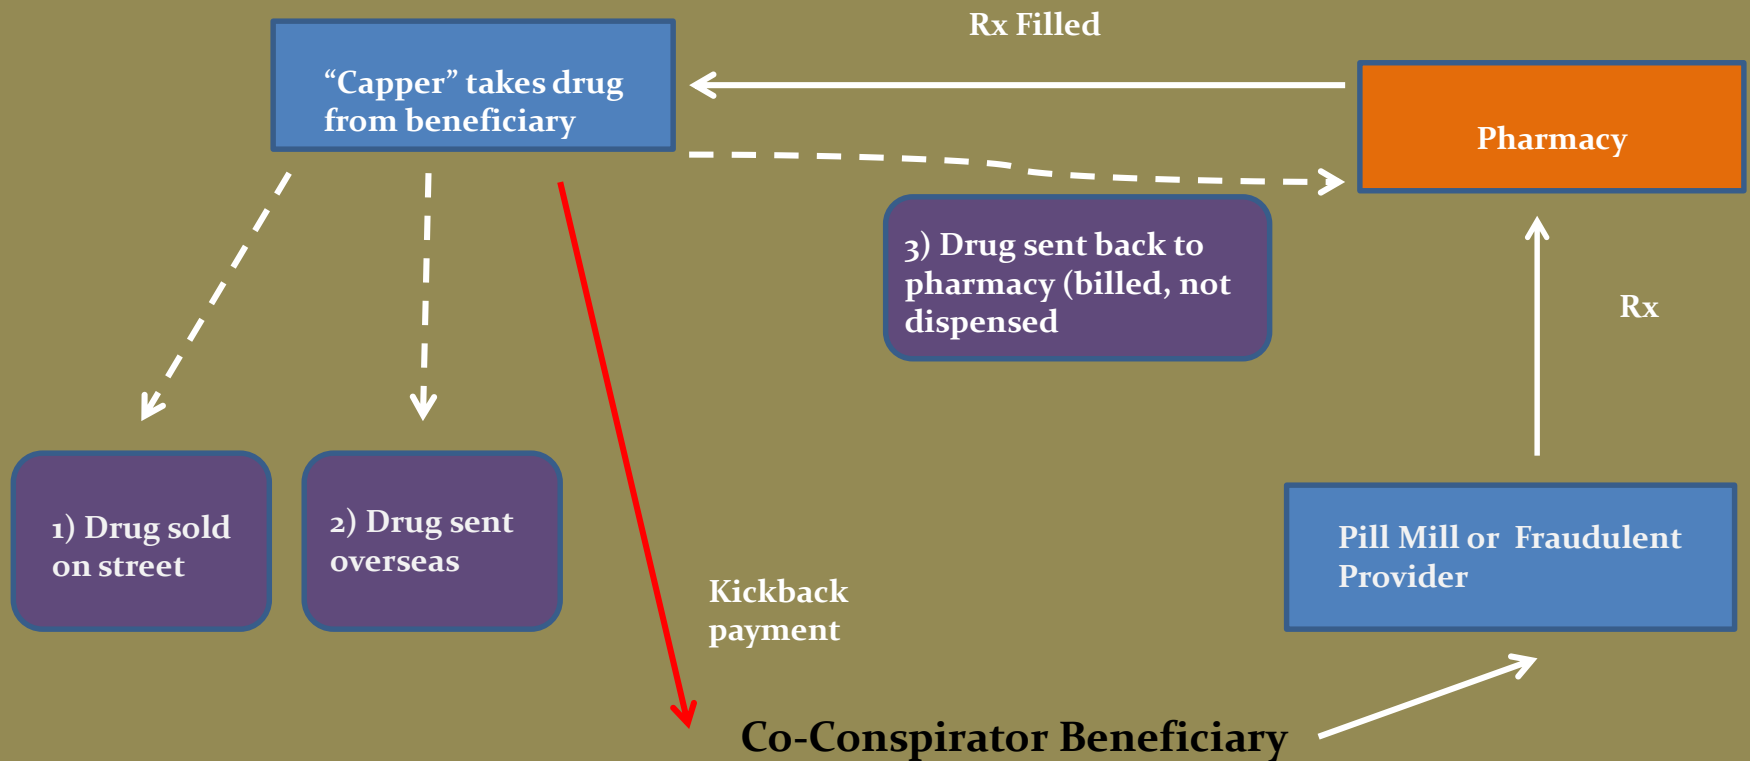 Rx Filled
“Capper” takes drug
from beneficiary
Pharmacy
3) Drug sent back to
pharmacy (billed, not
dispensed
Rx
1) Drug sold
on street
2) Drug sent
overseas
Pill Mill or  Fraudulent
Provider
Kickback
payment
Co-Conspirator Beneficiary